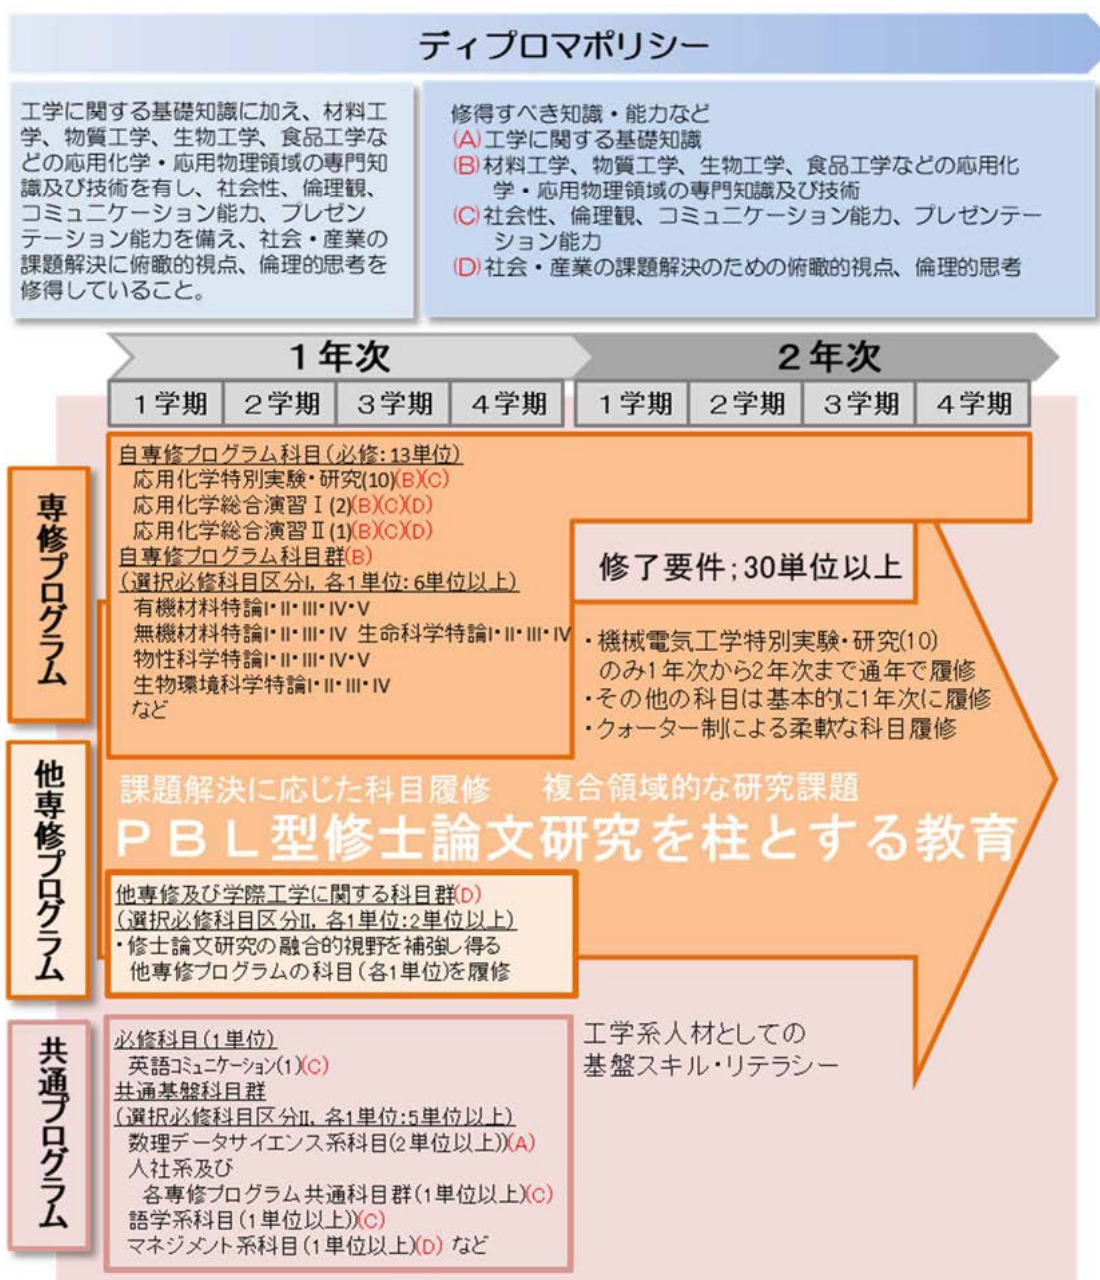 ディプロマポリシー
工学に関する基礎知識に加え、材料工
学、物質工学、生物工学、食品工学な
どの応用化学・応用物理領域の専門知
識及び技術を有し、社会性、倫理観、
コミュニケーション能力、プレゼン
テーション能力を備え、社会・産業の
課題解決に俯瞰的視点、倫理的思考を
修得していること。
修得すべき知識・能力など
(A)工学に関する基礎知識
(B)材料工学、物質工学、生物工学、食品工学などの応用化
学・応用物理領域の専門知識及び技術
(C)社会性、倫理観、コミュニケーション能力、プレゼンテー
ション能力
(D)社会・産業の課題解決のための俯瞰的視点、倫理的思考
1年次
2年次
1学期 2学期 3学期 4学期 1学期 2学期 3学期 4学期
専修プログラム
自専修プログラム科目(必修:13単位)
応用化学特別実験・研究(10)(B)(C)
応用化学総合演習Ⅰ(2)(B)(C)(D)
応用化学総合演習Ⅱ(1)(B)(C)(D)
自専修プログラム科目群(B)
(選択必修科目区分I, 各1単位:6単位以上)
有機材料特論I・II・III・IV・V
無機材料特論I・II・III・IV 生命科学特論I・II・III・IV
物性科学特論I・II・III・IV・V
生物環境科学特論I・II・III・IV
など
修了要件;30単位以上
・機械電気工学特別実験・研究(10)
のみ1年次から2年次まで通年で履修
・その他の科目は基本的に1年次に履修
・クォーター制による柔軟な科目履修
他専修プログラム
課題解決に応じた科目履修 複合領域的な研究課題
PBL型修士論文研究を柱とする教育
他専修及び学際工学に関する科目群(D)
(選択必修科目区分II, 各1単位:2単位以上)
・修士論文研究の融合的視野を補強し得る
他専修プログラムの科目(各1単位)を履修
共通プログラム
必修科目(1単位)
英語コミュニケーション(1)(C)
共通基盤科目群
(選択必修科目区分II, 各1単位:5単位以上)
数理データサイエンス系科目(2単位以上))(A)
人社系及び
各専修プログラム共通科目群(1単位以上)(C)
語学系科目(1単位以上))(C)
マネジメント系科目(1単位以上)(D) など
工学系人材としての
基盤スキル・リテラシー